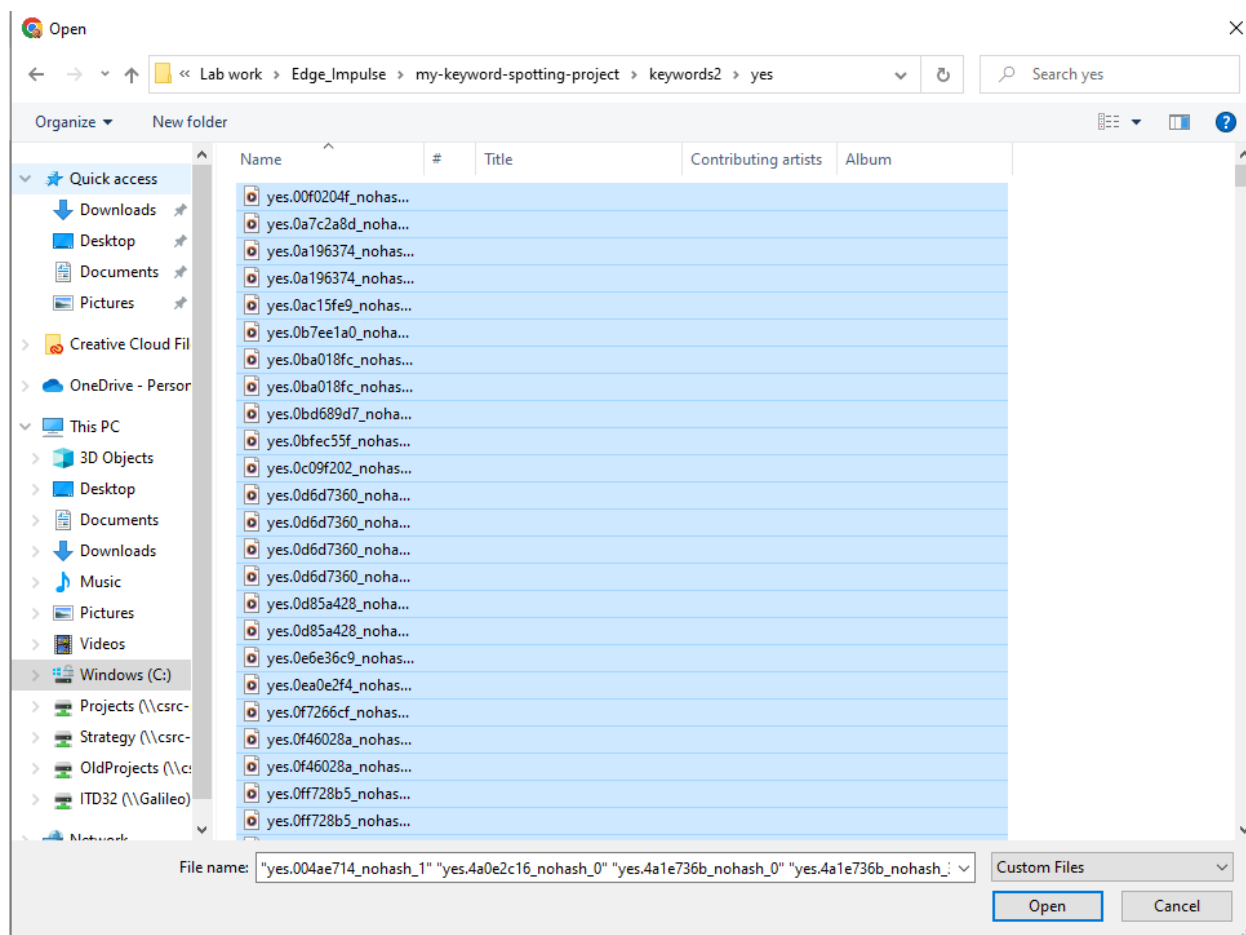 Open
« Lab work › Edge_Impulse › my-keyword-spotting-project › keywords2 › yes
Search yes
Organize
New folder
Name # Title Contributing artists Album
Quick access
Downloads
Desktop
Documents
Pictures
Creative Cloud Fil
OneDrive - Person
This PC
3D Objects
Desktop
Documents
Downloads
Music
Pictures
Videos
Windows (C:)
Projects (\\csrc-
Strategy (\\csrc-
OldProjects (\\c
ITD32 (\\Galileo)
Network
yes.00f0204f_nohas...
yes.0a7c2a8d_noha...
yes.0a196374_nohas...
yes.0a196374_nohas...
yes.0ac15fe9_nohas...
yes.0b7ee1a0_noha...
yes.0ba018fc_nohas...
yes.0ba018fc_nohas...
yes.0bd689d7_noha...
yes.0bfec55f_nohas...
yes.0c09f202_nohas...
yes.0d6d7360_noha...
yes.0d6d7360_noha...
yes.0d6d7360_noha...
yes.0d6d7360_noha...
yes.0d85a428_noha...
yes.0d85a428_noha...
yes.0e6e36c9_nohas...
yes.0ea0e2f4_nohas...
yes.0f7266cf_nohas...
yes.0f46028a_nohas...
yes.0f46028a_nohas...
yes.0ff728b5_nohas...
yes.0ff728b5_nohas...
File name: "yes.004ae714_nohash_1" "yes.4a0e2c16_nohash_0" "yes.4a1e736b_nohash_0" "yes.4a1e736b_nohash_
Custom Files
Open Cancel